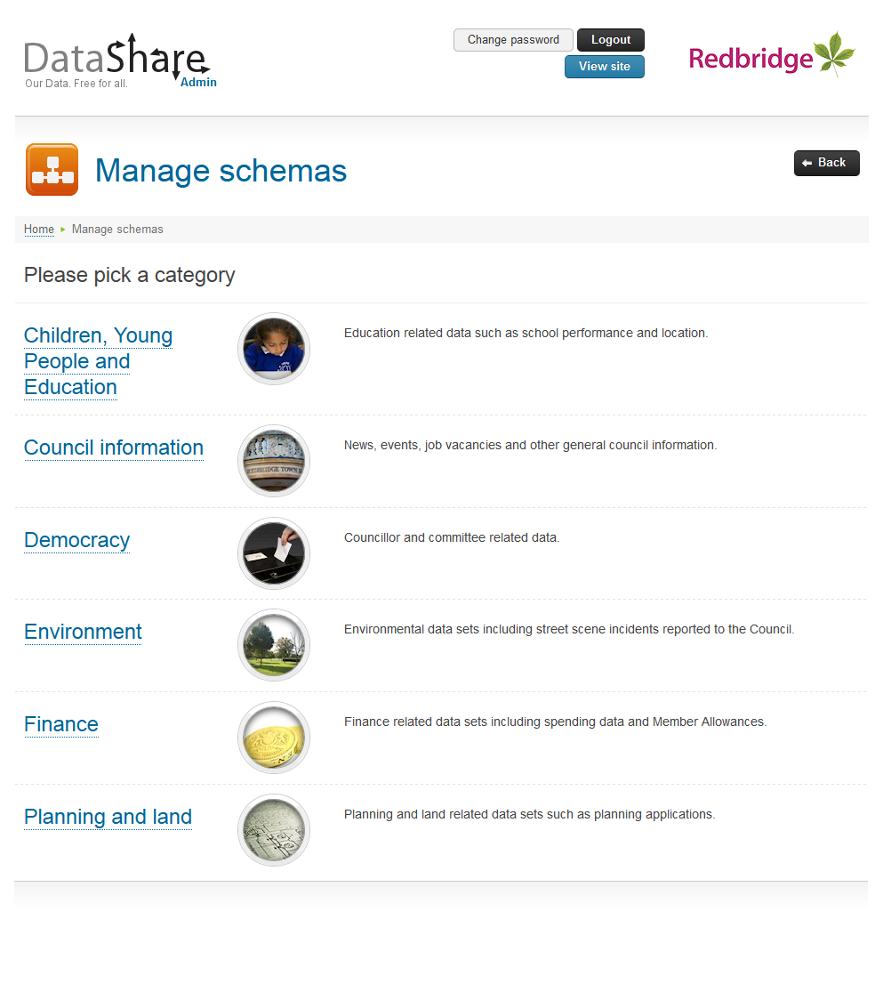 DataShare
Our Data. Free for all.
Admin
Change password
Logout
View site
Redbridge
Manage schemas
Back
Home
Manage schemas
Please pick a category
Children, Young
People and
Education
Education related data such as school performance and location.
Council information
REDBRIDGE TOWN
News, events, job vacancies and other general council information.
Democracy
Councillor and committee related data.
Environment
Environmental data sets including street scene incidents reported to the Council.
Finance
Finance related data sets including spending data and Member Allowances.
Planning and land
Planning and land related data sets such as planning applications.